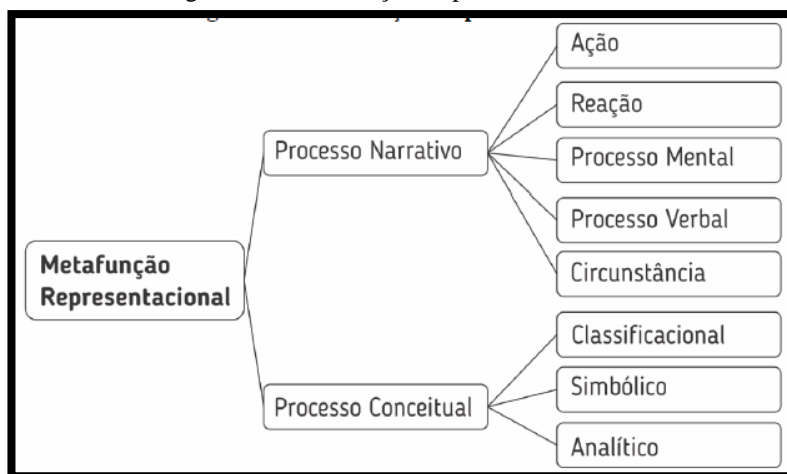 Ação
Reação
Processo Narrativo
Processo Mental
Processo Verbal
Metafunção
Representacional
Circunstância
Classificacional
Processo Conceitual
Simbólico
Analítico